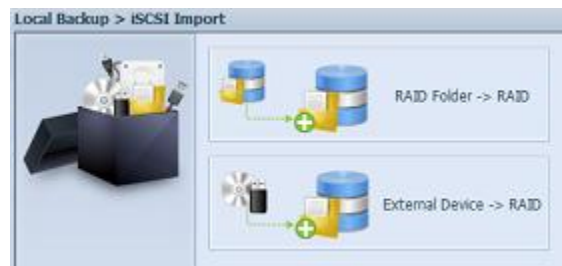 Local Backup > iSCSI Import
RAID Folder -> RAID
External Device -> RAID